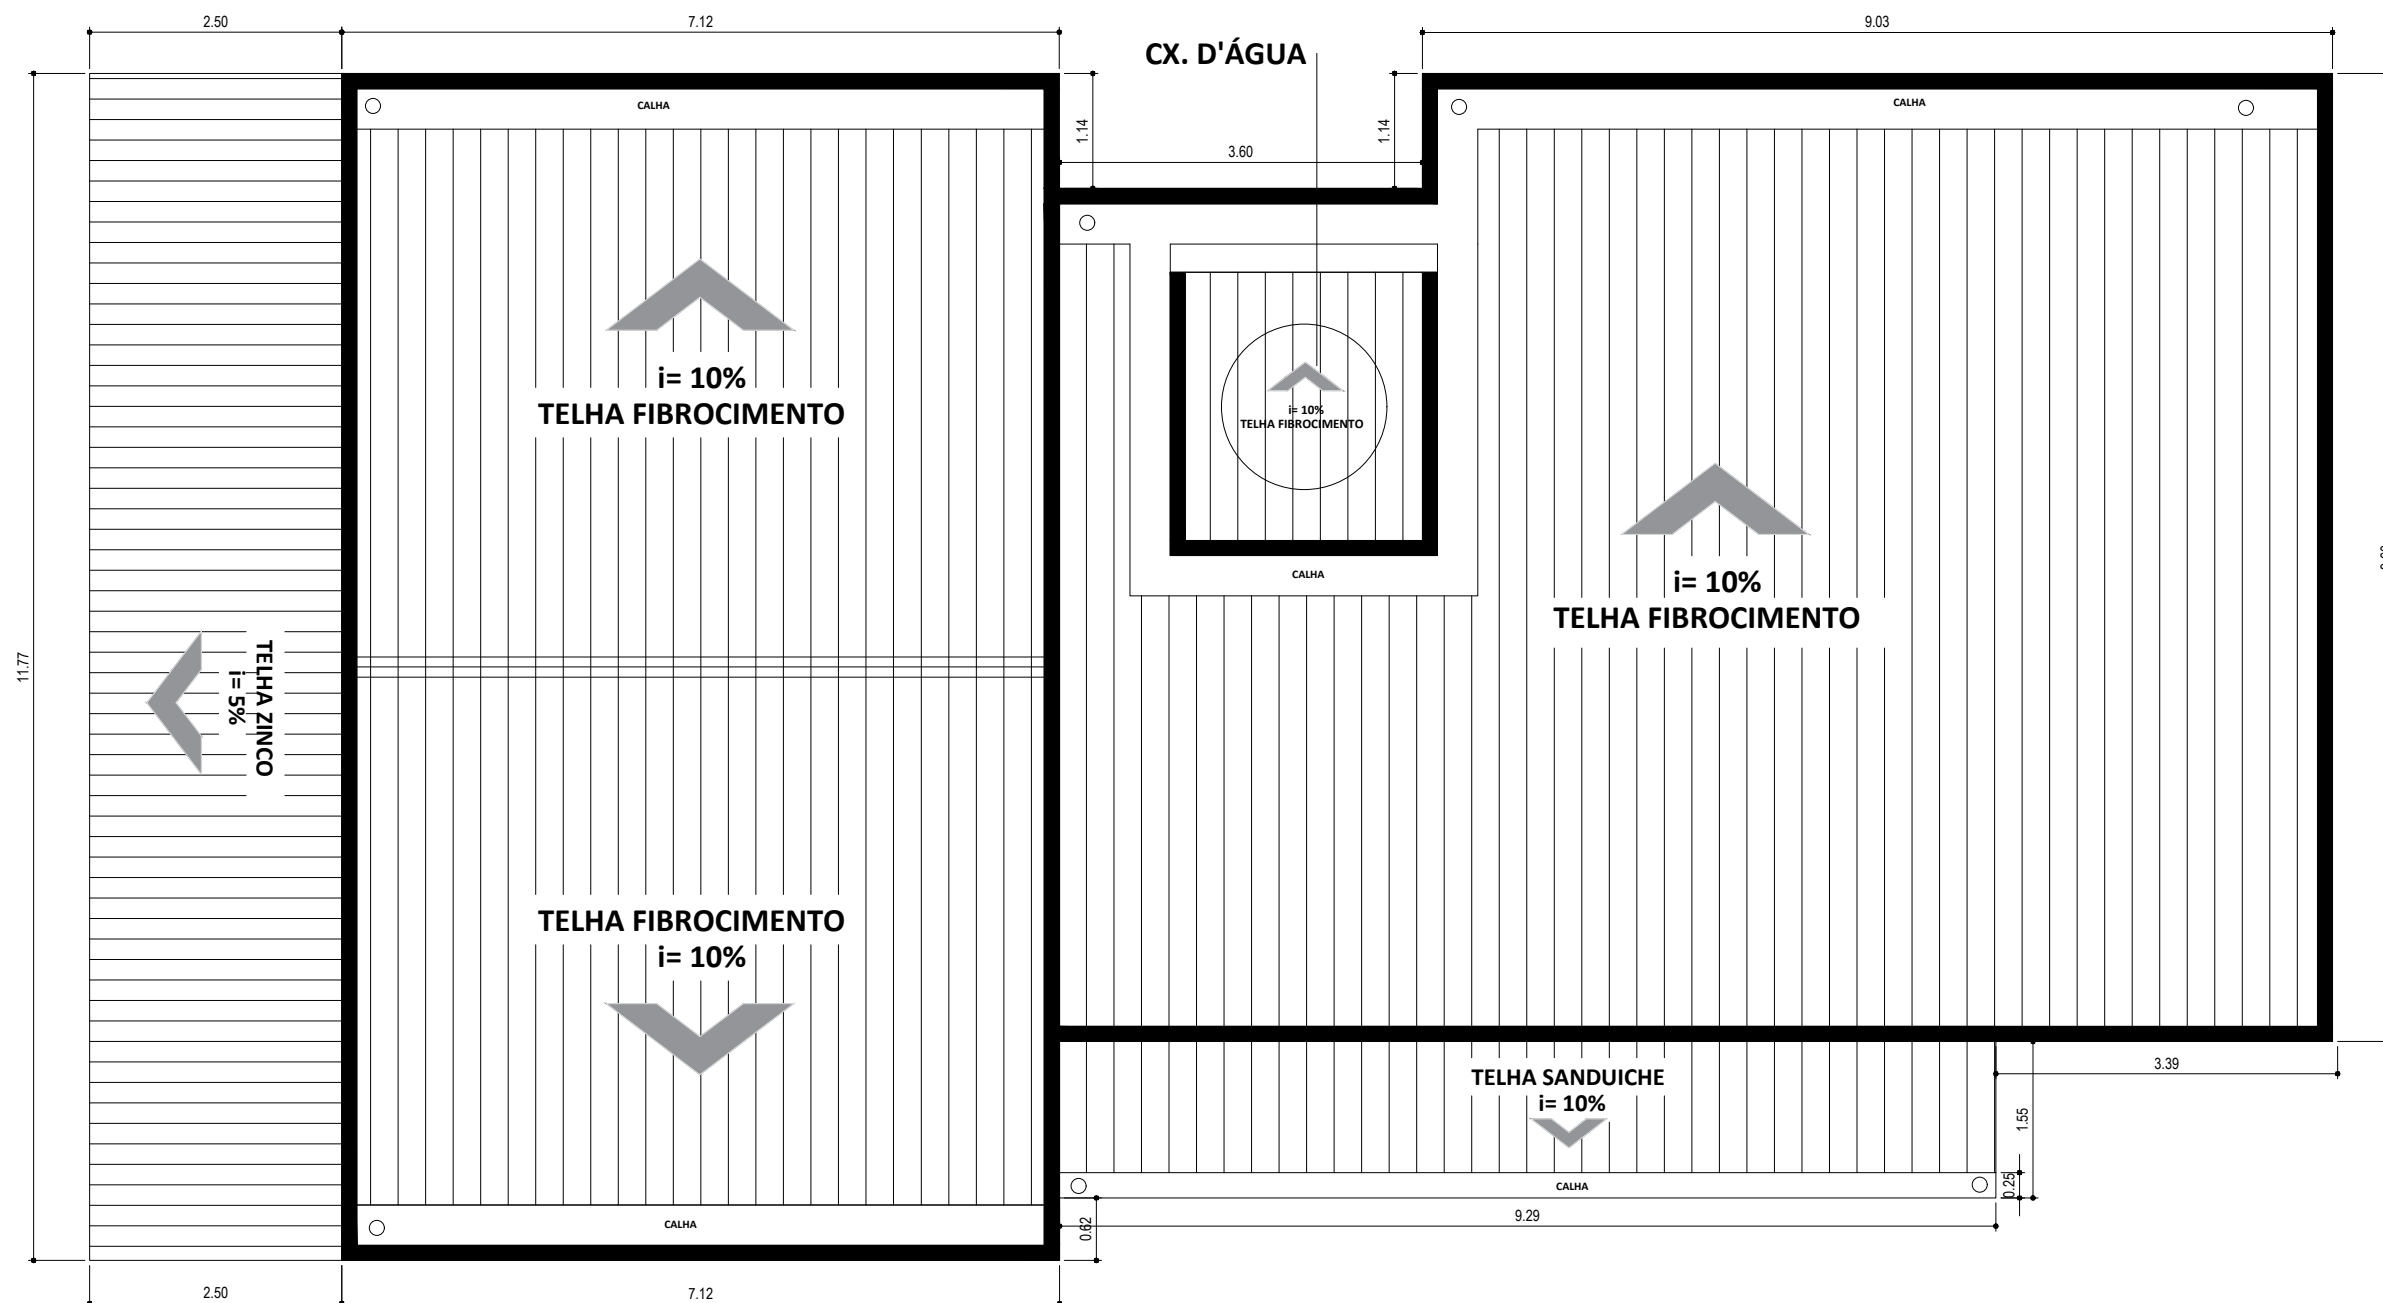 2.50
7.12
9.03
CX. D'ÁGUA
CALHA
CALHA
1.14
1.14
3.60
i= 10%
TELHA FIBROCIMENTO
i= 10%
TELHA FIBROCIMENTO
CALHA
i= 10%
TELHA FIBROCIMENTO
11.77
TELHA ZINCO
i= 5%
TELHA FIBROCIMENTO
i= 10%
TELHA SANDUICHE
i= 10%
3.39
1.55
0.25
CALHA
CALHA
0.62
9.29
2.50
7.12